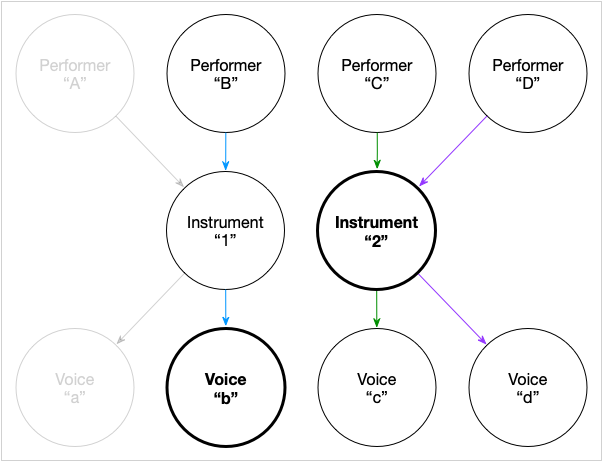 Performer
“A”
Performer
“B”
Performer
“C”
Performer
“D”
Instrument
“1”
Instrument
“2”
Voice
“a”
Voice
“b”
Voice
“c”
Voice
“d”